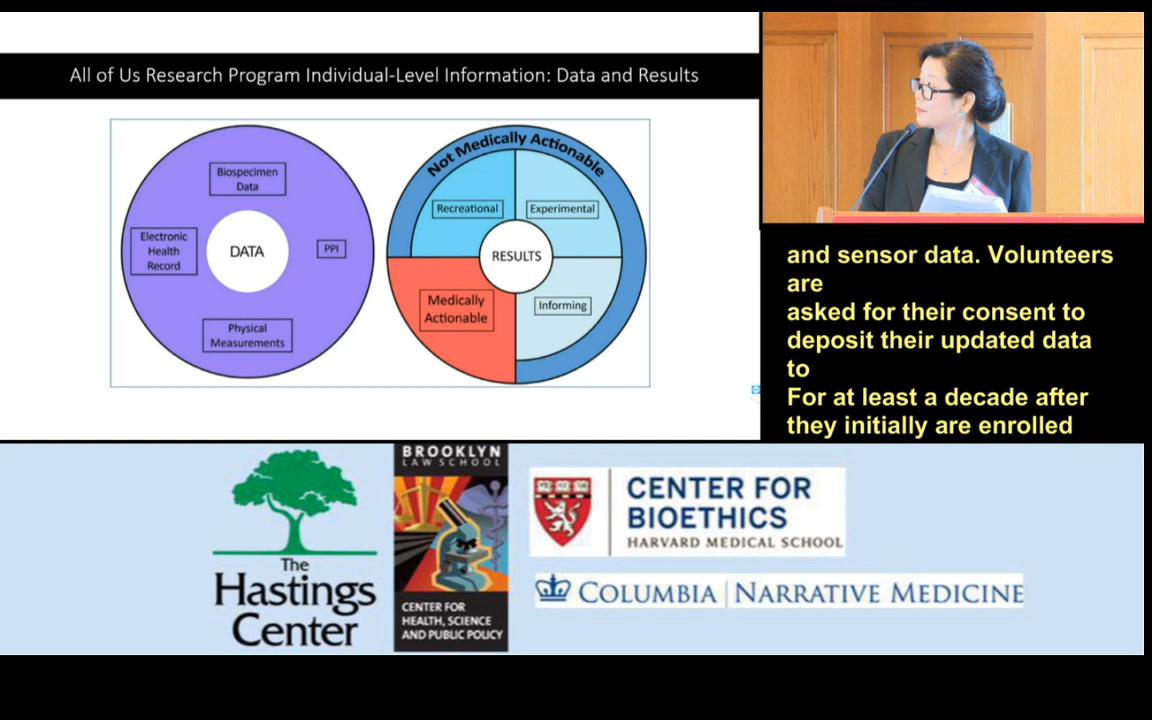 All of Us Research Program Individual-Level Information: Data and Results
Biospecimen
Data
Electronic
Health
Record
DATA
PPI
Physical
Measurements
Not Medically Actionable
Recreational
Experimental
RESULTS
Medically
Actionable
Informing
and sensor data. Volunteers
are
asked for their consent to
deposit their updated data
to
For at least a decade after
they initially are enrolled
The
Hastings
Center
BROOKLYN
LAW SCHOOL
CENTER FOR
HEALTH, SCIENCE
AND PUBLIC POLICY
CENTER FOR
BIOETHICS
HARVARD MEDICAL SCHOOL
COLUMBIA | NARRATIVE MEDICINE